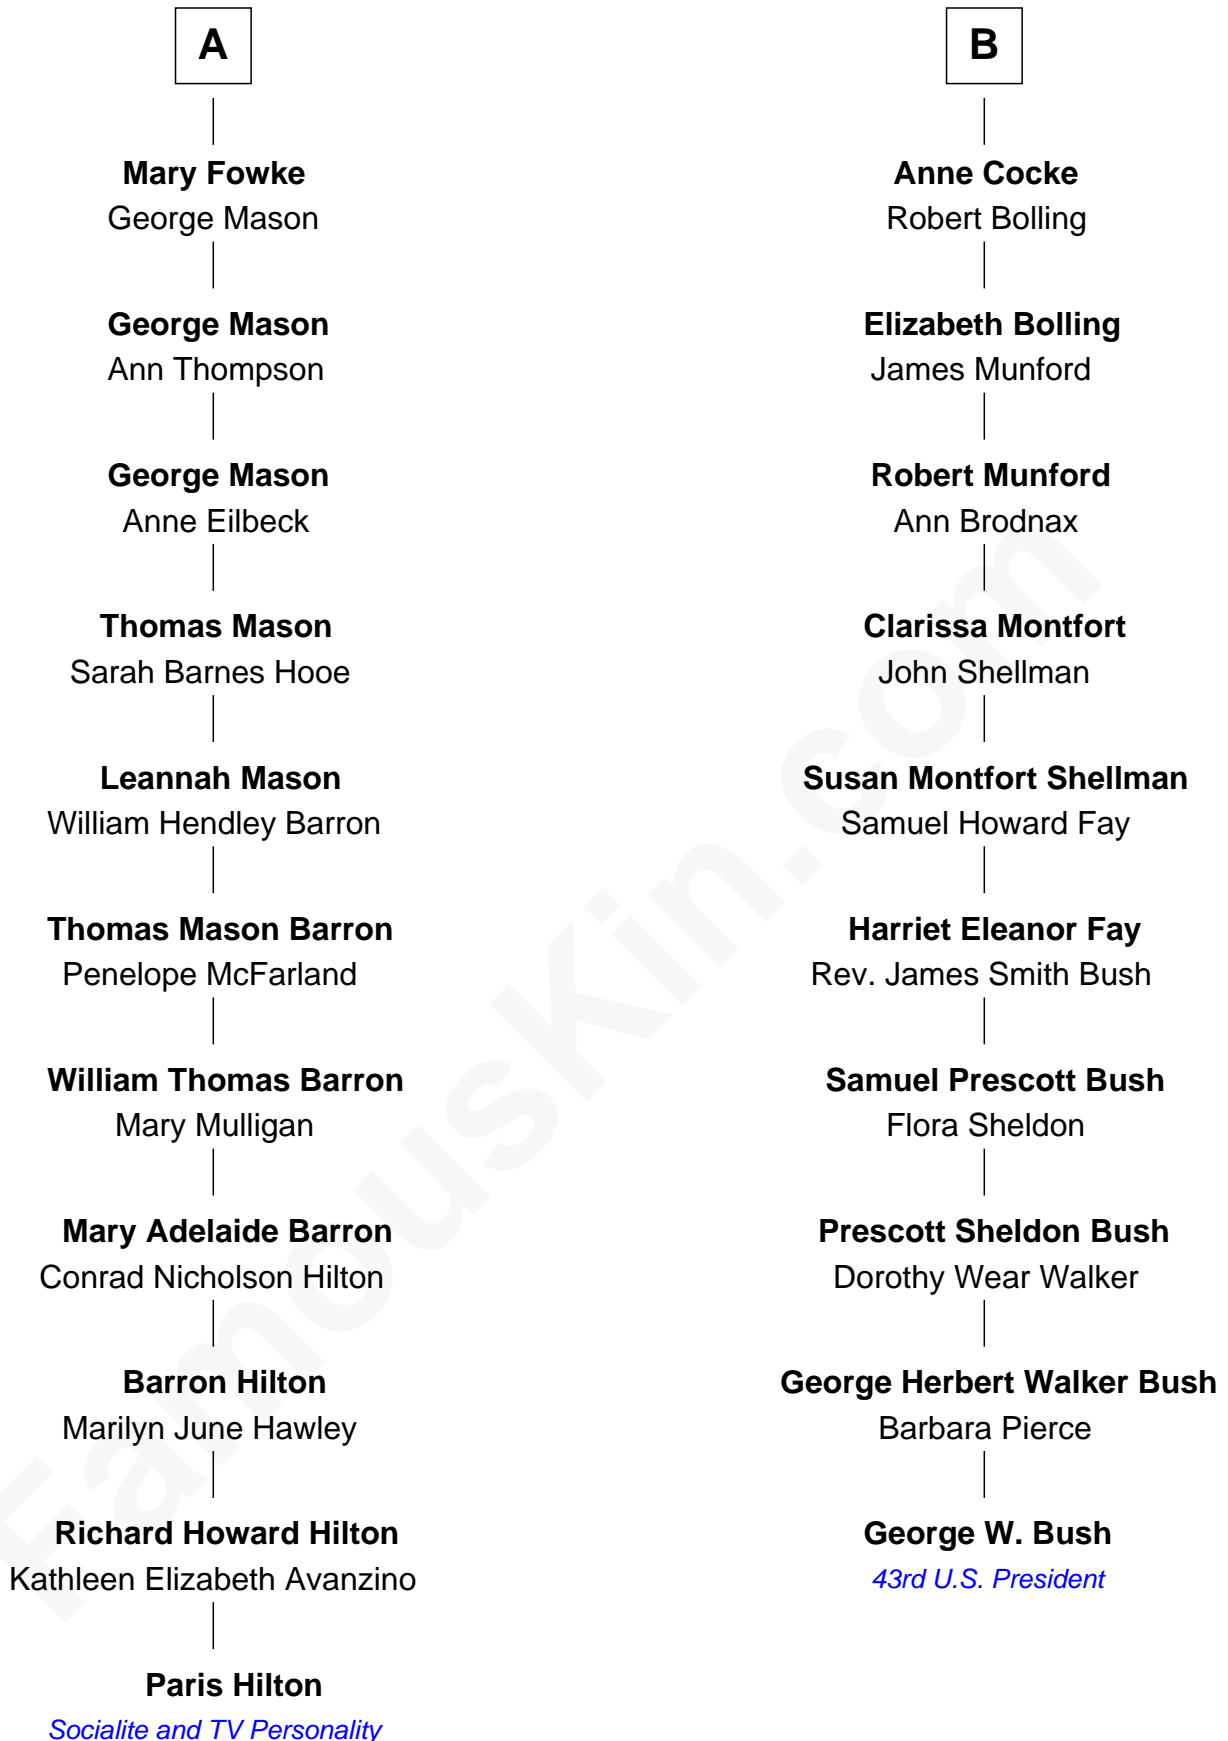 A
Mary Fowke
George Mason
George Mason
Ann Thompson
George Mason
Anne Eilbeck
Thomas Mason
Sarah Barnes Hooe
Leannah Mason
William Hendley Barron
Thomas Mason Barron
Penelope McFarland
William Thomas Barron
Mary Mulligan
Mary Adelaide Barron
Conrad Nicholson Hilton
Barron Hilton
Marilyn June Hawley
Richard Howard Hilton
Kathleen Elizabeth Avanzino
Paris Hilton
Socialite and TV Personality
B
Anne Cocke
Robert Bolling
Elizabeth Bolling
James Munford
Robert Munford
Ann Brodnax
Clarissa Montfort
John Shellman
Susan Montfort Shellman
Samuel Howard Fay
Harriet Eleanor Fay
Rev. James Smith Bush
Samuel Prescott Bush
Flora Sheldon
Prescott Sheldon Bush
Dorothy Wear Walker
George Herbert Walker Bush
Barbara Pierce
George W. Bush
43rd U.S. President
FamousKin.com